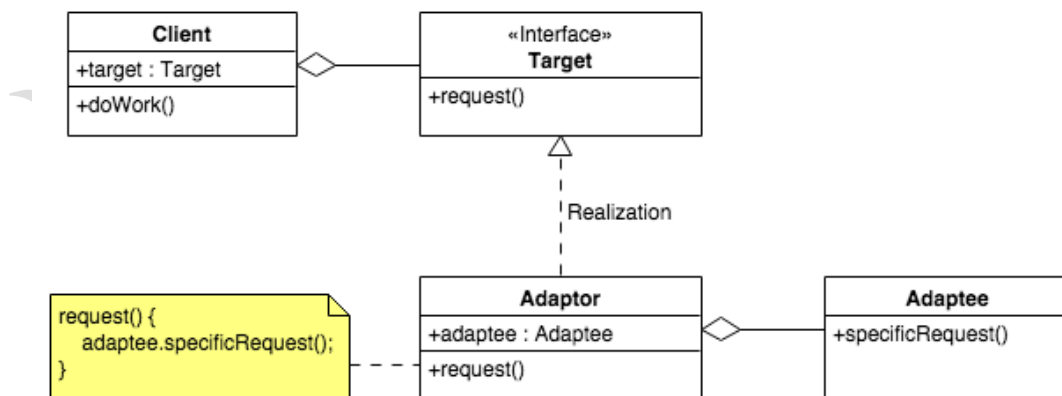 Client
+target : Target
+doWork()
«Interface»
Target
+request()
Realization
request() {
adaptee.specificRequest();
}
Adaptor
+adaptee : Adaptee
+request()
Adaptee
+specificRequest()